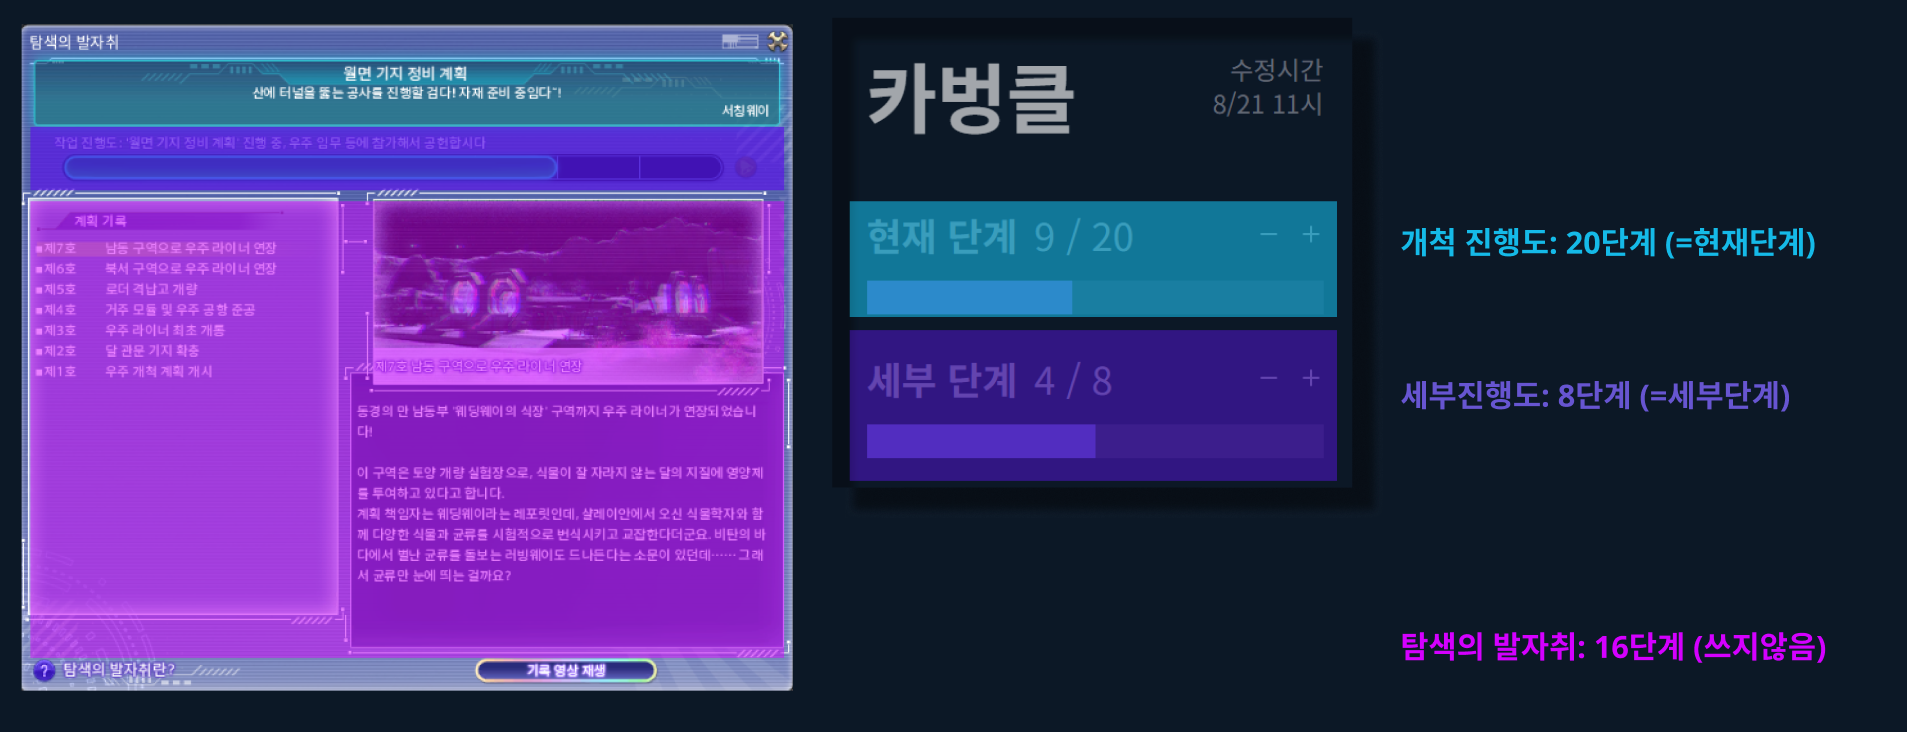 탐색의 발자취
월면 기지 정비 계획
산에 터널을 뚫는 공사를 진행할 겁다! 자재 준비 중임다~!
서칭웨이
작업 진행도: '월면 기지 정비 계획' 진행 중, 우주 임무 등에 참가해서 공헌합시다
계획 기록
■제7호 남동 구역으로 우주 라이너 연장
■제6호 북서 구역으로 우주 라이너 연장
■제5호 로더 격납고 개량
■제4호 거주 모듈 및 우주 공항 준공
■제3호 우주 라이너 최초 개통
■제2호 달 관문 기지 확충
■제1호 우주 개척 계획 개시
제7호 남동 구역으로 우주 라이너 연장
동경의 만 남동부 '웨딩웨이의 식장' 구역까지 우주 라이너가 연장되었습니
다!
이 구역은 토양 개량 실험장으로, 식물이 잘 자라지 않는 달의 지질에 영양제
를 투여하고 있다고 합니다.
계획 책임자는 웨딩웨이라는 레포릿인데, 샬레이안에서 오신 식물학자와 함
께 다양한 식물과 균류를 시험적으로 번식시키고 교잡한다더군요. 비탄의 바
다에서 별난 균류를 돌보는 러빙웨이도 드나든다는 소문이 있던데…… 그래
서 균류만 눈에 띄는 걸까요?
? 탐색의 발자취란?
기록 영상 재생
카벙클
수정시간
8/21 11시
현재 단계 9 / 20 − +
세부 단계 4 / 8 − +
개척 진행도: 20단계 (=현재단계)
세부진행도: 8단계 (=세부단계)
탐색의 발자취: 16단계 (쓰지않음)